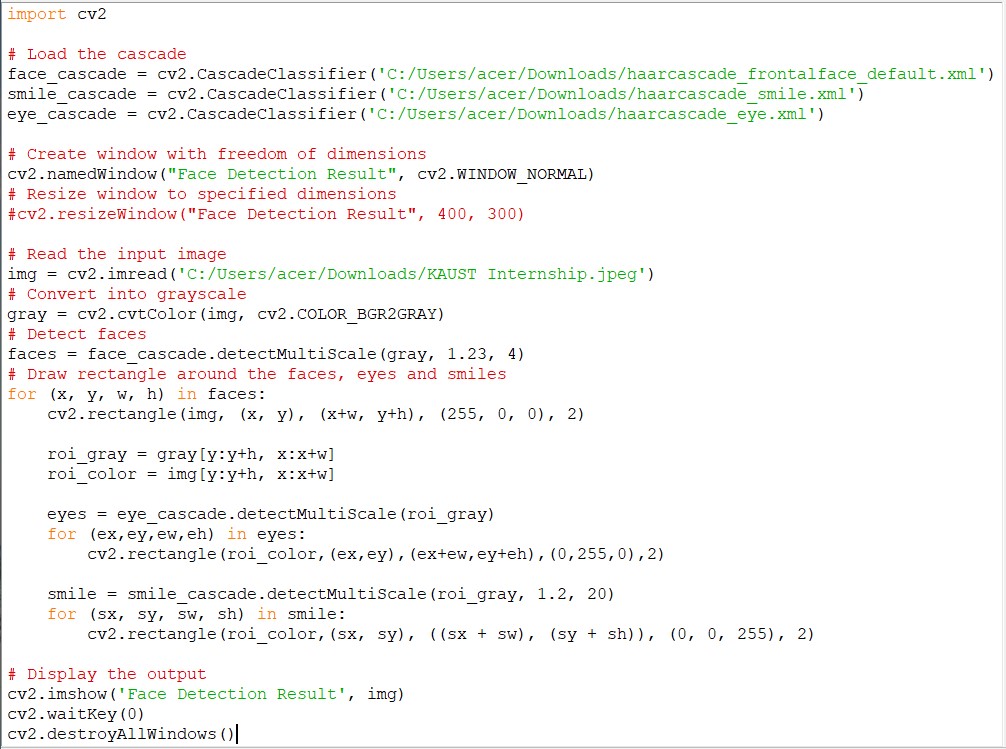 import cv2

# Load the cascade
face_cascade = cv2.CascadeClassifier('C:/Users/acer/Downloads/haarcascade_frontalface_default.xml')
smile_cascade = cv2.CascadeClassifier('C:/Users/acer/Downloads/haarcascade_smile.xml')
eye_cascade = cv2.CascadeClassifier('C:/Users/acer/Downloads/haarcascade_eye.xml')

# Create window with freedom of dimensions
cv2.namedWindow("Face Detection Result", cv2.WINDOW_NORMAL)
# Resize window to specified dimensions
#cv2.resizeWindow("Face Detection Result", 400, 300)

# Read the input image
img = cv2.imread('C:/Users/acer/Downloads/KAUST Internship.jpeg')
# Convert into grayscale
gray = cv2.cvtColor(img, cv2.COLOR_BGR2GRAY)
# Detect faces
faces = face_cascade.detectMultiScale(gray, 1.23, 4)
# Draw rectangle around the faces, eyes and smiles
for (x, y, w, h) in faces:
    cv2.rectangle(img, (x, y), (x+w, y+h), (255, 0, 0), 2)

    roi_gray = gray[y:y+h, x:x+w]
    roi_color = img[y:y+h, x:x+w]

    eyes = eye_cascade.detectMultiScale(roi_gray)
    for (ex,ey,ew,eh) in eyes:
        cv2.rectangle(roi_color,(ex,ey),(ex+ew,ey+eh),(0,255,0),2)

    smile = smile_cascade.detectMultiScale(roi_gray, 1.2, 20)
    for (sx, sy, sw, sh) in smile:
        cv2.rectangle(roi_color,(sx, sy), ((sx + sw), (sy + sh)), (0, 0, 255), 2)

# Display the output
cv2.imshow('Face Detection Result', img)
cv2.waitKey(0)
cv2.destroyAllWindows()